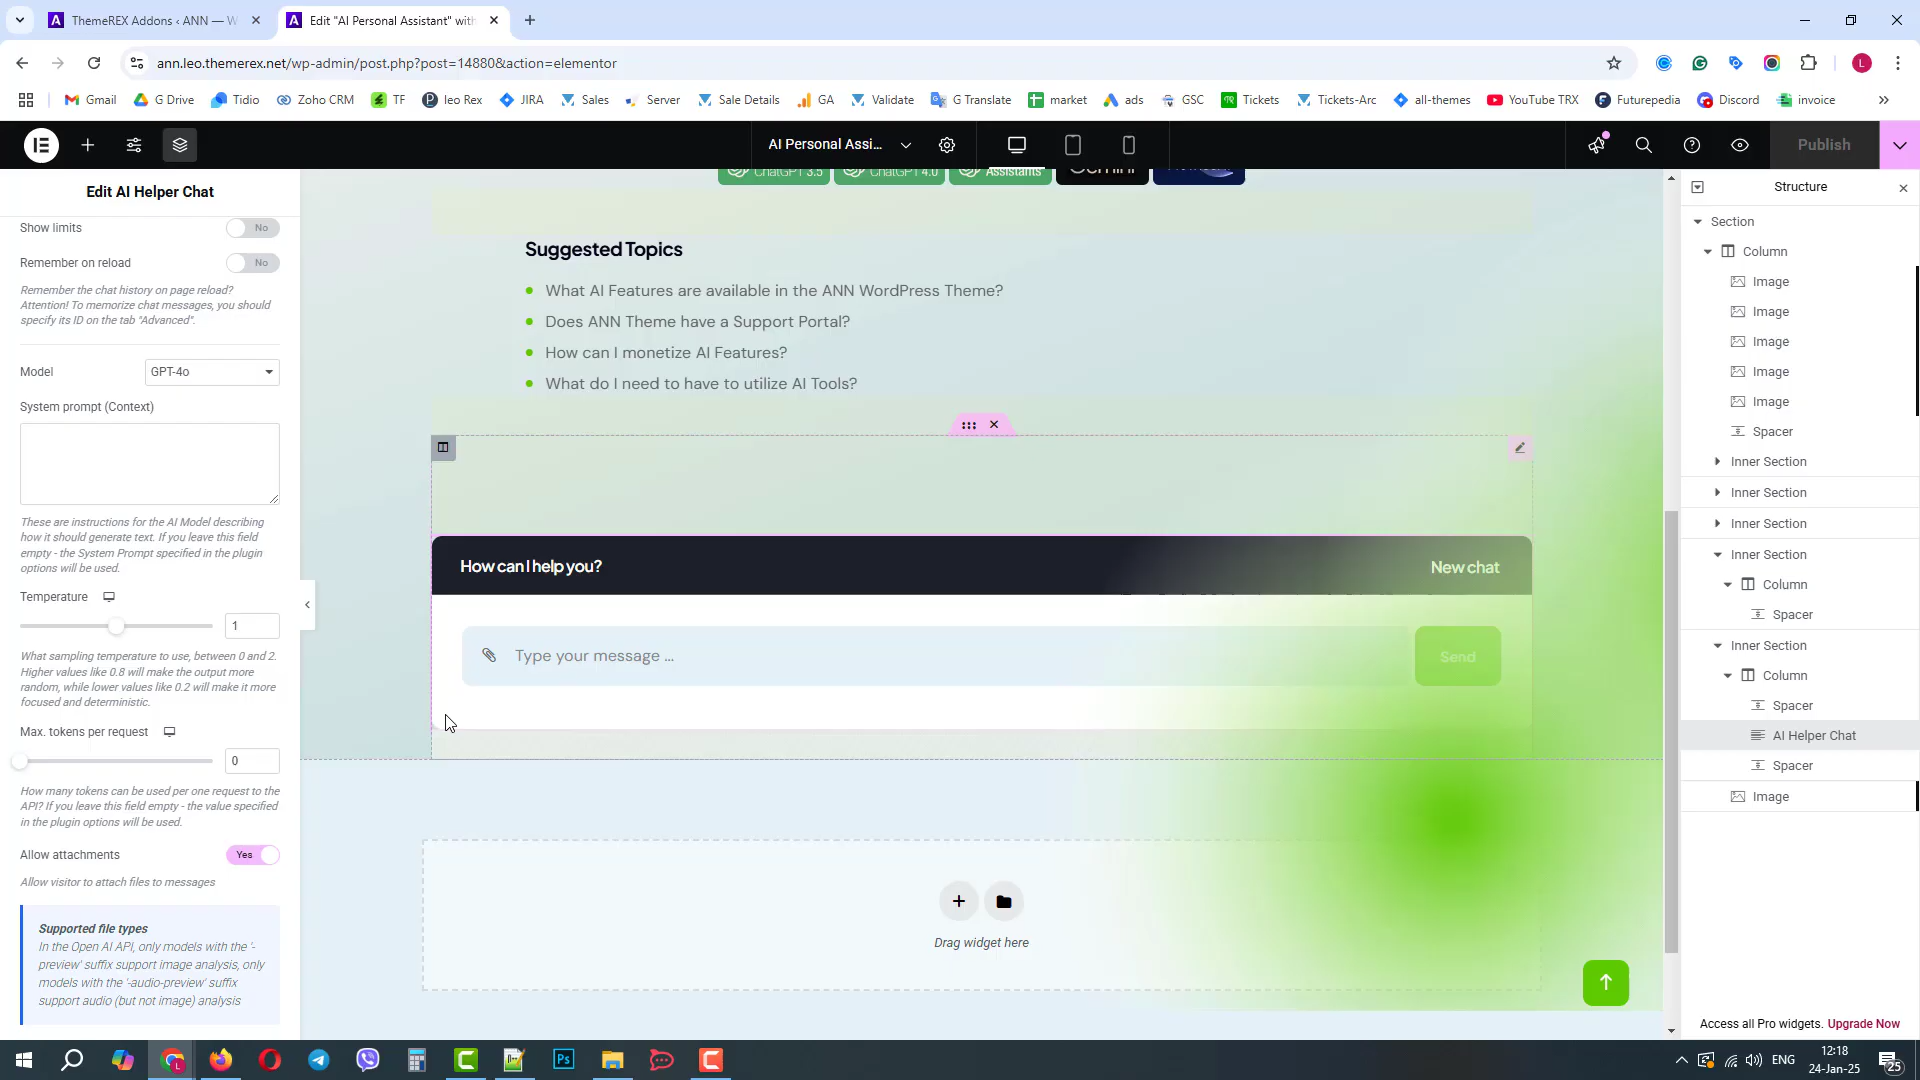 ThemeREX Addons ‹ ANN — W
Edit "AI Personal Assistant" with
ann.leo.themerex.net/wp-admin/post.php?post=14880&action=elementor
Gmail
G Drive
Tidio
Zoho CRM
TF
leo Rex
JIRA
Sales
Server
Sale Details
GA
Validate
G Translate
market
ads
GSC
Tickets
Tickets-Arc
all-themes
YouTube TRX
Futurepedia
Discord
invoice
AI Personal Assi...
Publish
Edit AI Helper Chat
Show limits
No
Remember on reload
No
Remember the chat history on page reload?
Attention! To memorize chat messages, you should
specify its ID on the tab "Advanced".
Model
GPT-4o
System prompt (Context)
These are instructions for the AI Model describing
how it should generate text. If you leave this field
empty - the System Prompt specified in the plugin
options will be used.
Temperature
1
What sampling temperature to use, between 0 and 2.
Higher values like 0.8 will make the output more
random, while lower values like 0.2 will make it more
focused and deterministic.
Max. tokens per request
0
How many tokens can be used per one request to the
API? If you leave this field empty - the value specified
in the plugin options will be used.
Allow attachments
Yes
Allow visitor to attach files to messages
Supported file types
In the Open AI API, only models with the '-
preview' suffix support image analysis, only
models with the '-audio-preview' suffix
support audio (but not image) analysis
ChatGPT 3.5
ChatGPT 4.0
Assistants
Gemini
Suggested Topics
What AI Features are available in the ANN WordPress Theme?
Does ANN Theme have a Support Portal?
How can I monetize AI Features?
What do I need to have to utilize AI Tools?
How can I help you?
New chat
Type your message ...
Send
Drag widget here
Structure
Section
Column
Image
Image
Image
Image
Image
Spacer
Inner Section
Inner Section
Inner Section
Inner Section
Column
Spacer
Inner Section
Column
Spacer
AI Helper Chat
Spacer
Image
Access all Pro widgets. Upgrade Now
ENG
12:18
24-Jan-25
25